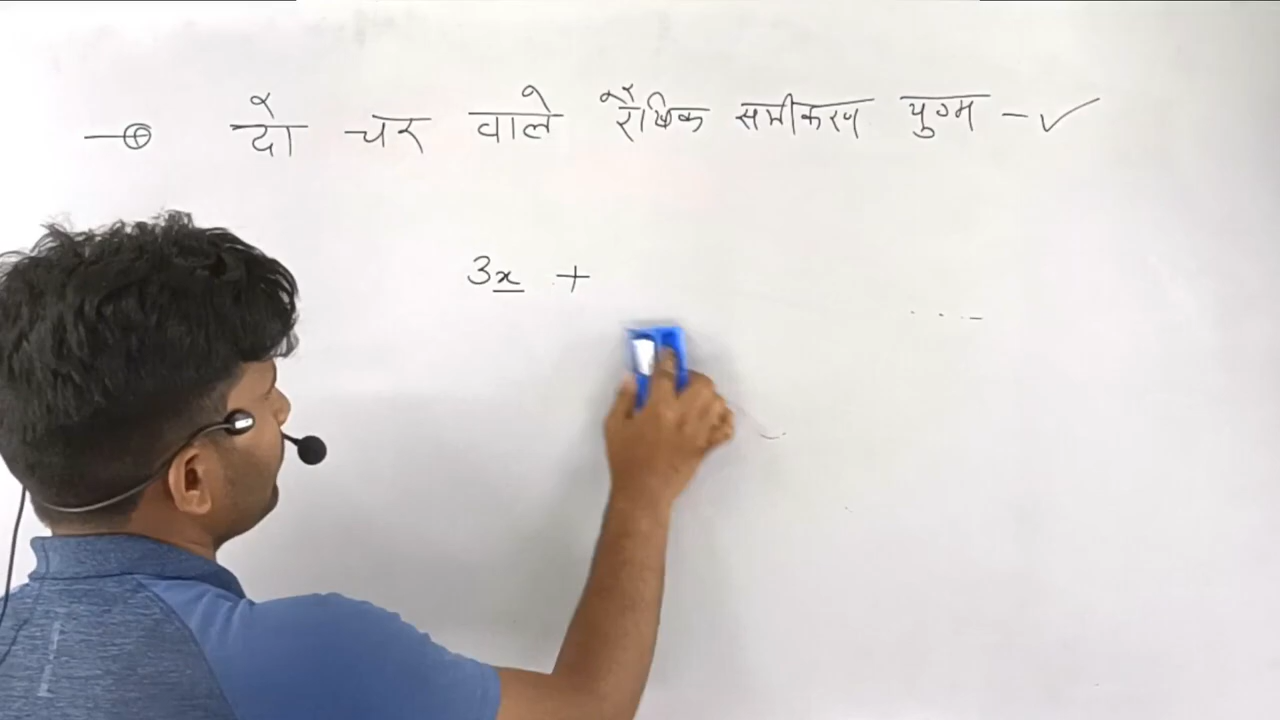 दो चर वाले रैखिक समीकरण युग्म - ✓
3x +